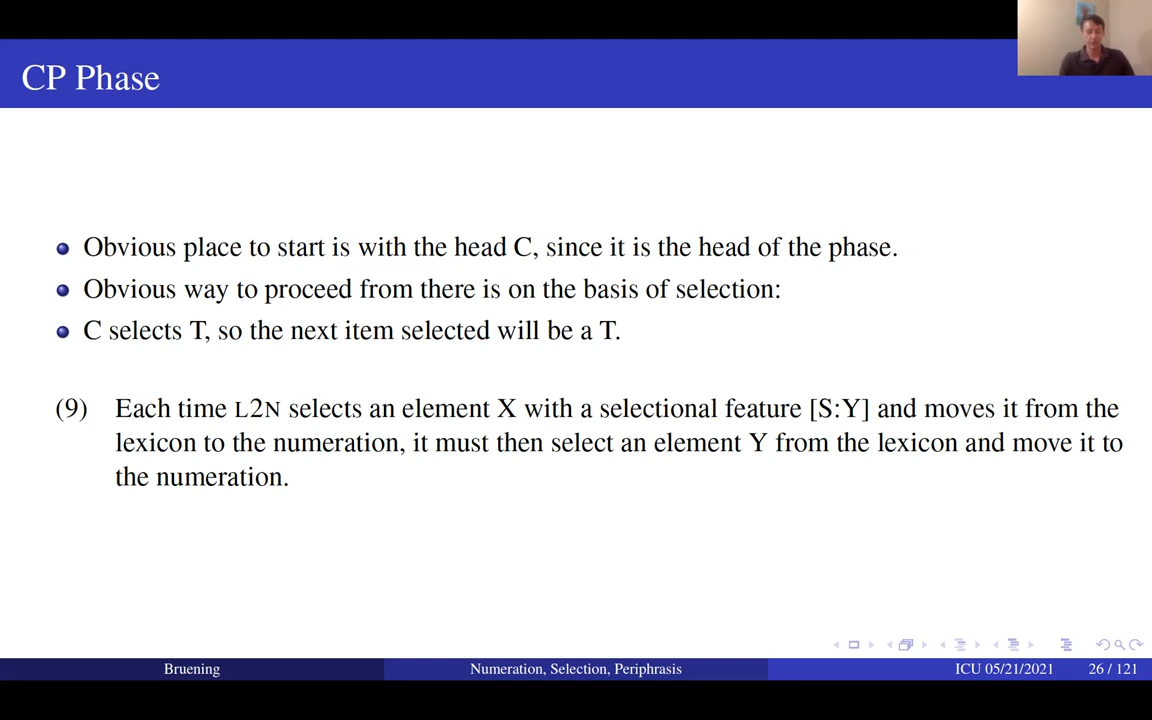 CP Phase
Obvious place to start is with the head C, since it is the head of the phase.
Obvious way to proceed from there is on the basis of selection:
C selects T, so the next item selected will be a T.
(9) Each time L2N selects an element X with a selectional feature [S:Y] and moves it from the
lexicon to the numeration, it must then select an element Y from the lexicon and move it to
the numeration.
Bruening Numeration, Selection, Periphrasis ICU 05/21/2021 26 / 121